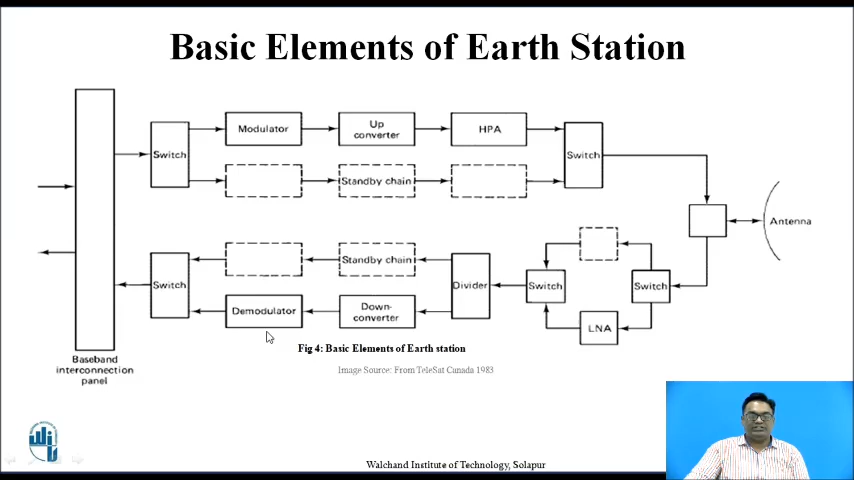 Basic Elements of Earth Station
Switch
Modulator
Up
converter
HPA
Switch
Standby chain
Antenna
Switch
Demodulator
Standby chain
Down-
converter
Divider
Switch
Switch
LNA
Baseband
interconnection
panel
Fig 4: Basic Elements of Earth station
Image Source: From TeleSat Canada 1983
Walchand Institute of Technology, Solapur